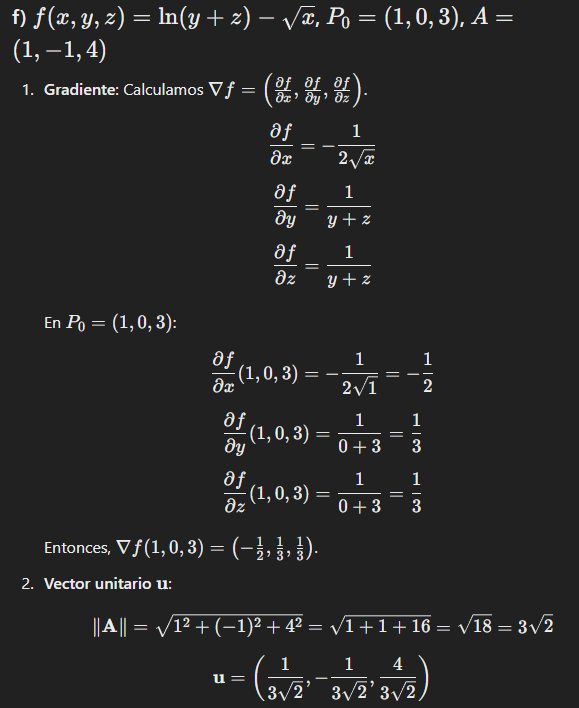 f) f(x, y, z) = ln(y + z) − √x, P₀ = (1, 0, 3), A =
(1, −1, 4)
1. Gradiente: Calculamos ∇f = (∂f/∂x, ∂f/∂y, ∂f/∂z).
∂f/∂x = −1/(2√x)
∂f/∂y = 1/(y + z)
∂f/∂z = 1/(y + z)
En P₀ = (1, 0, 3):
∂f/∂x (1, 0, 3) = −1/(2√1) = −1/2
∂f/∂y (1, 0, 3) = 1/(0 + 3) = 1/3
∂f/∂z (1, 0, 3) = 1/(0 + 3) = 1/3
Entonces, ∇f(1, 0, 3) = (−1/2, 1/3, 1/3).
2. Vector unitario u:
‖A‖ = √(1² + (−1)² + 4²) = √(1 + 1 + 16) = √18 = 3√2
u = (1/(3√2), −1/(3√2), 4/(3√2))